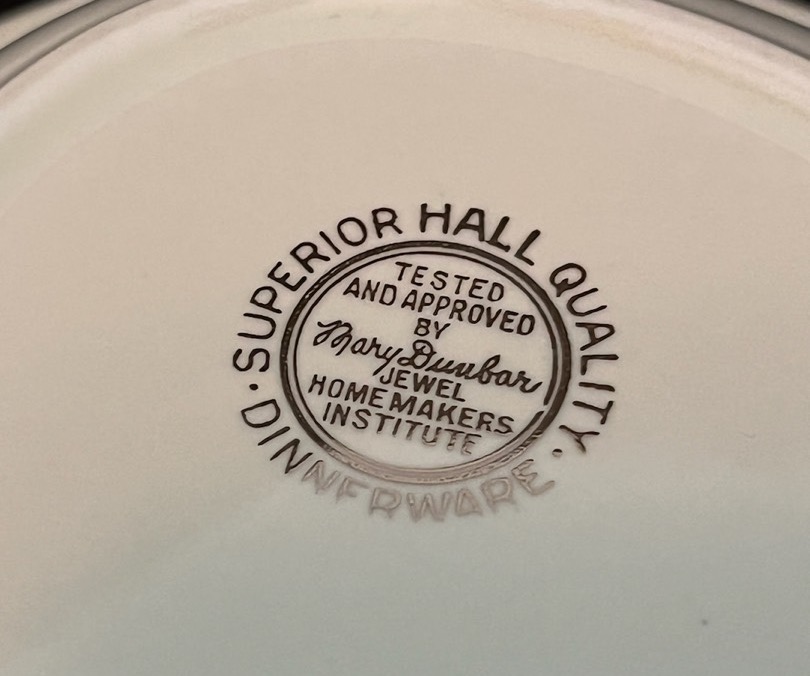 SUPERIOR HALL QUALITY
TESTED
AND APPROVED
BY
Mary Dunbar
JEWEL
HOMEMAKERS
INSTITUTE
· DINNERWARE ·